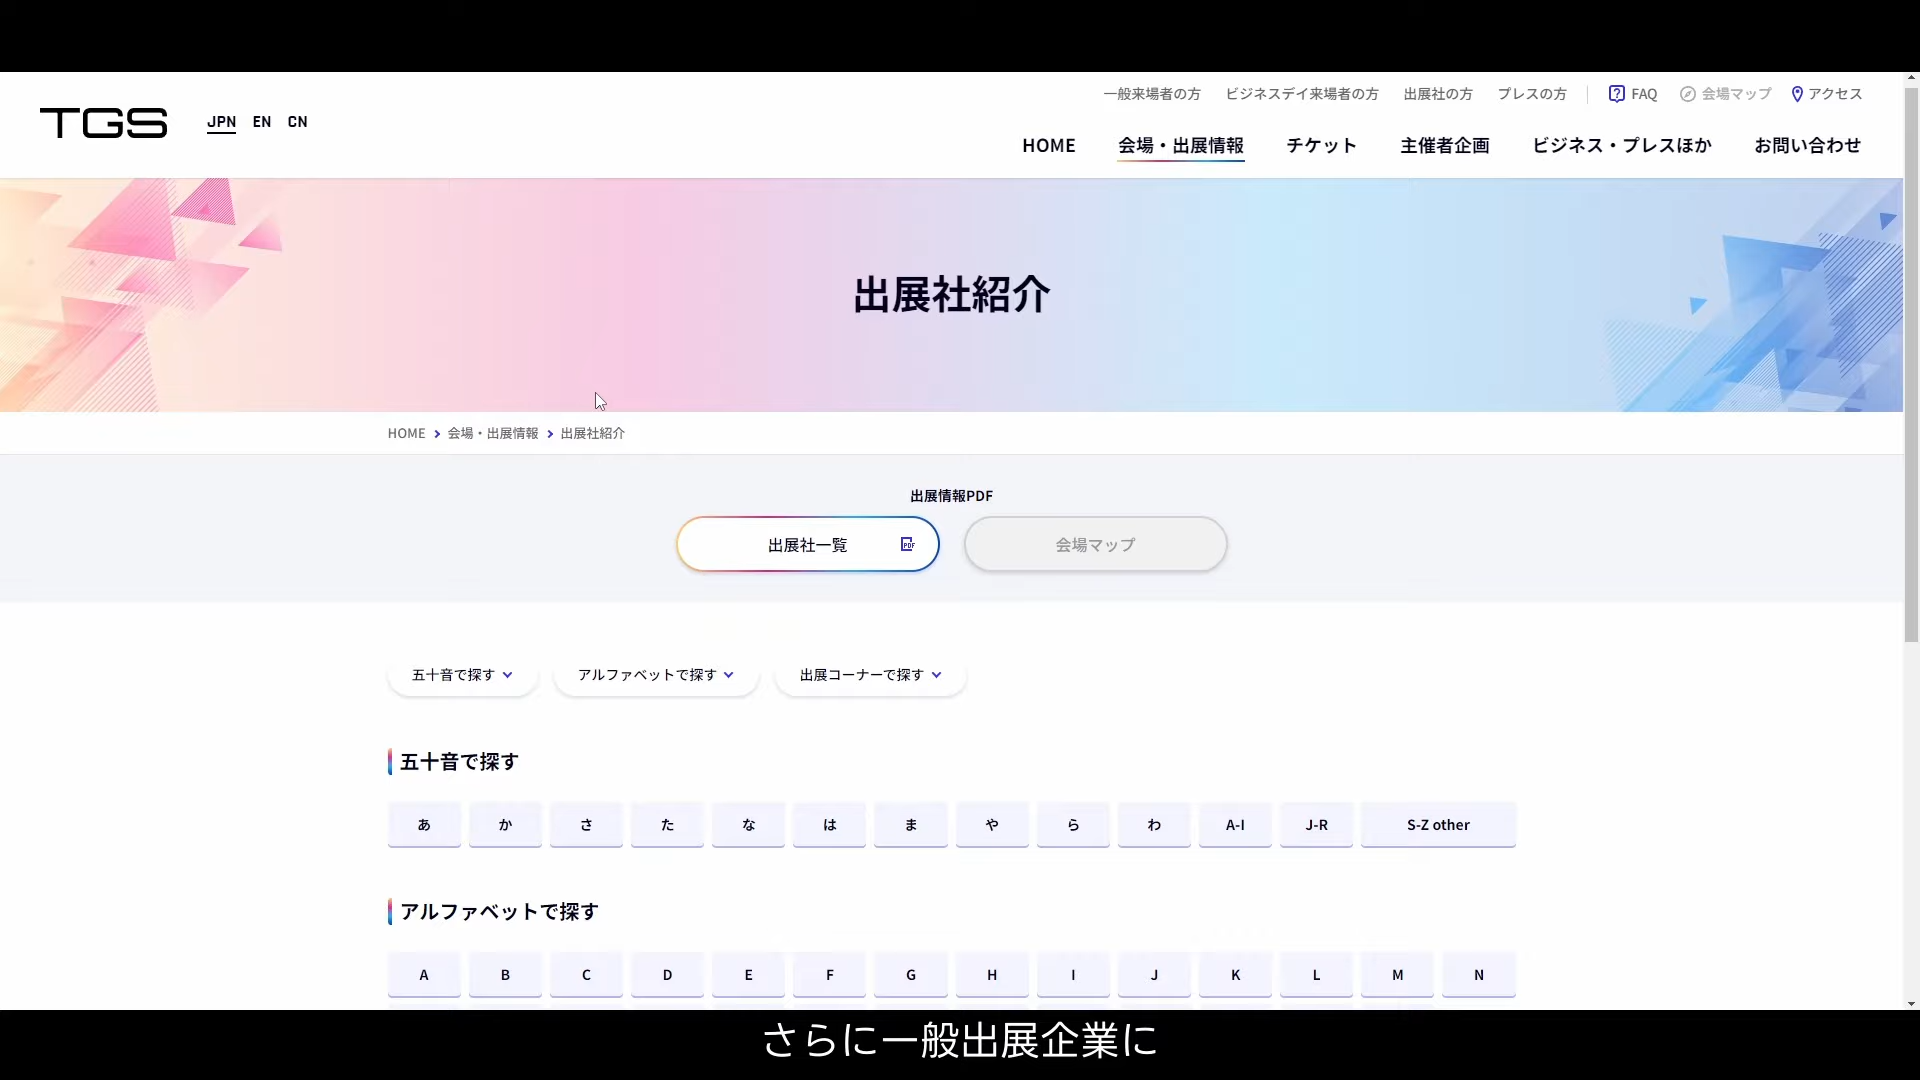 TGS
JPN EN CN
一般来場者の方 ビジネスデイ来場者の方 出展社の方 プレスの方 FAQ 会場マップ アクセス
HOME 会場・出展情報 チケット 主催者企画 ビジネス・プレスほか お問い合わせ
出展社紹介
HOME 会場・出展情報 出展社紹介
出展情報PDF
出展社一覧 PDF 会場マップ
五十音で探す アルファベットで探す 出展コーナーで探す
五十音で探す
あ か さ た な は ま や ら わ A-I J-R S-Z other
アルファベットで探す
A B C D E F G H I J K L M N
さらに一般出展企業に